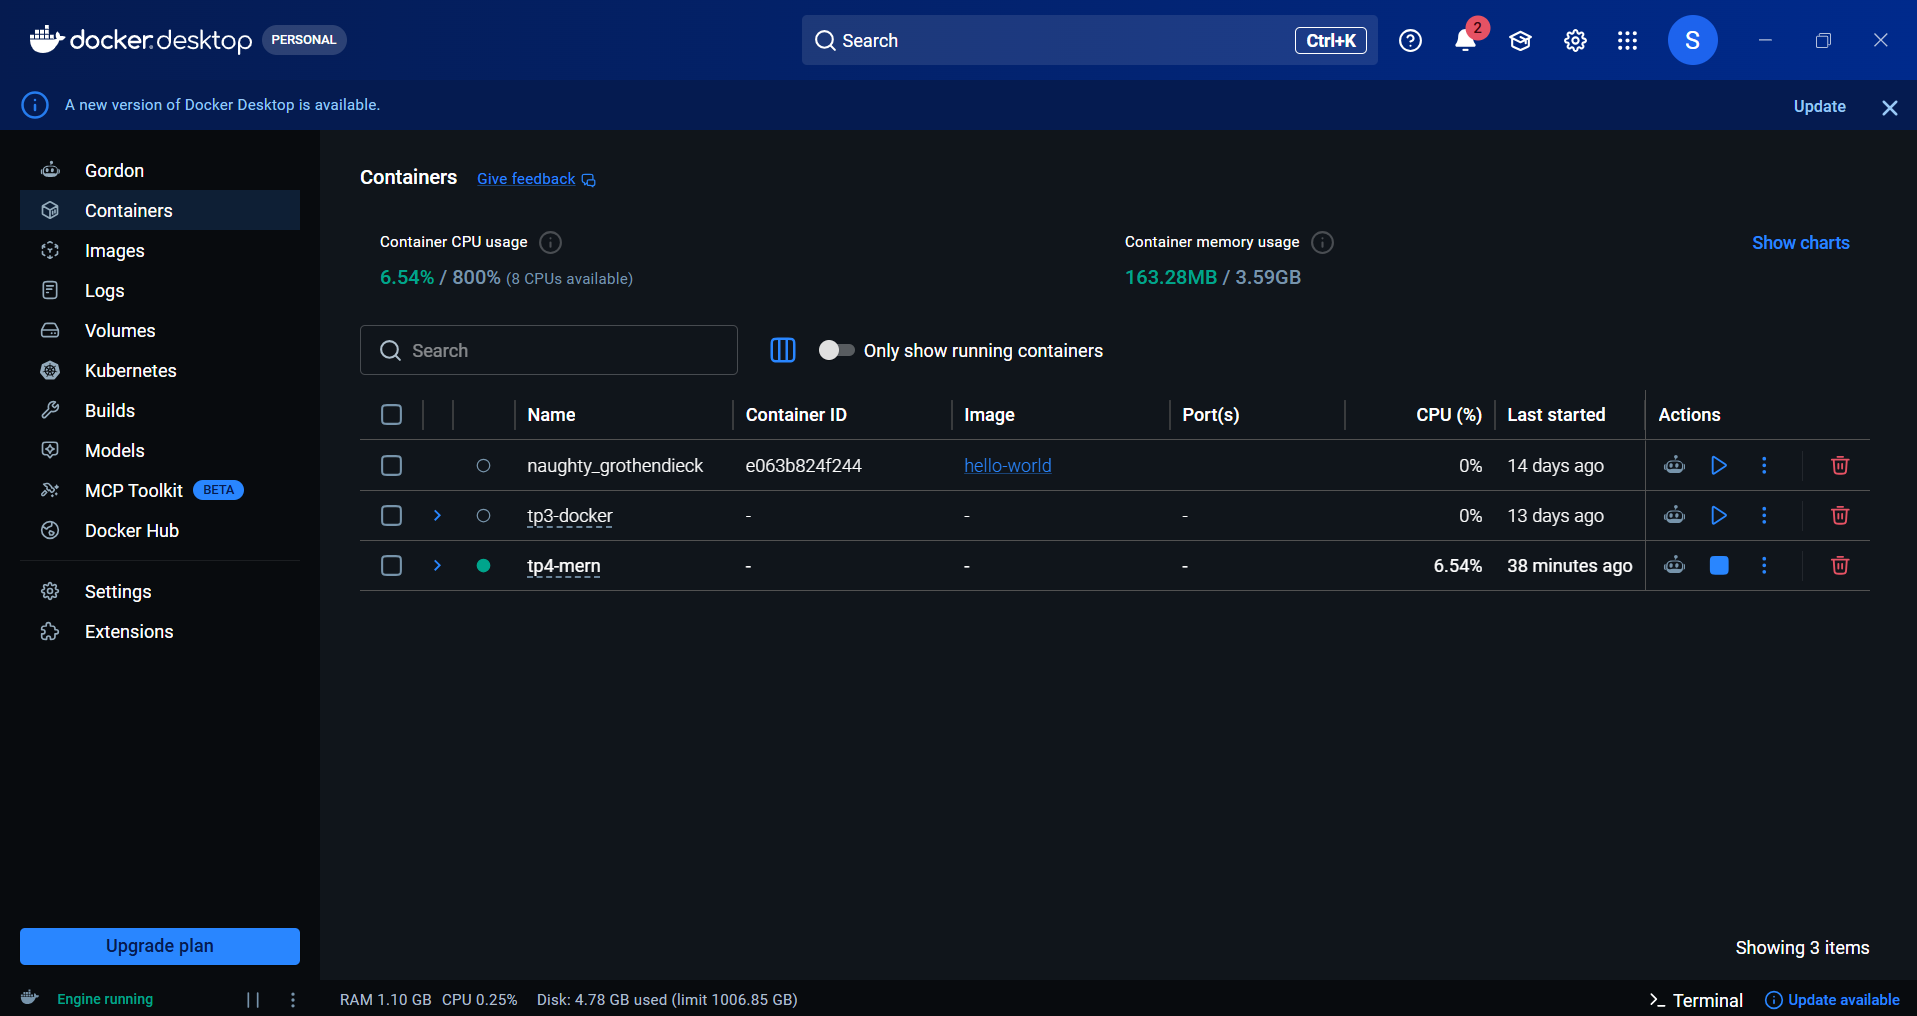 docker.desktop PERSONAL
Search Ctrl+K
2
S
A new version of Docker Desktop is available.
Update
Gordon
Containers
Images
Logs
Volumes
Kubernetes
Builds
Models
MCP Toolkit BETA
Docker Hub
Settings
Extensions
Upgrade plan
Containers Give feedback
Container CPU usage
6.54% / 800% (8 CPUs available)
Container memory usage
163.28MB / 3.59GB
Show charts
Search
Only show running containers
Name Container ID Image Port(s) CPU (%) Last started Actions
naughty_grothendieck e063b824f244 hello-world 0% 14 days ago
tp3-docker - - - 0% 13 days ago
tp4-mern - - - 6.54% 38 minutes ago
Showing 3 items
Engine running
RAM 1.10 GB CPU 0.25% Disk: 4.78 GB used (limit 1006.85 GB)
Terminal
Update available